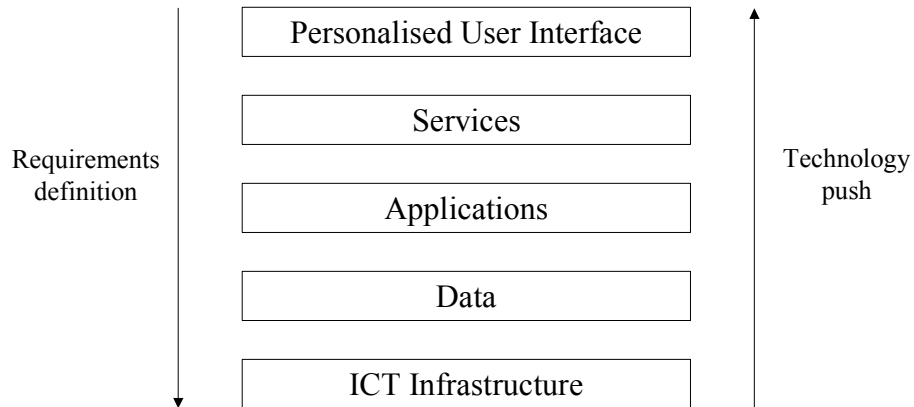 Personalised User Interface
Services
Requirements
definition
Technology
push
Applications
Data
ICT Infrastructure